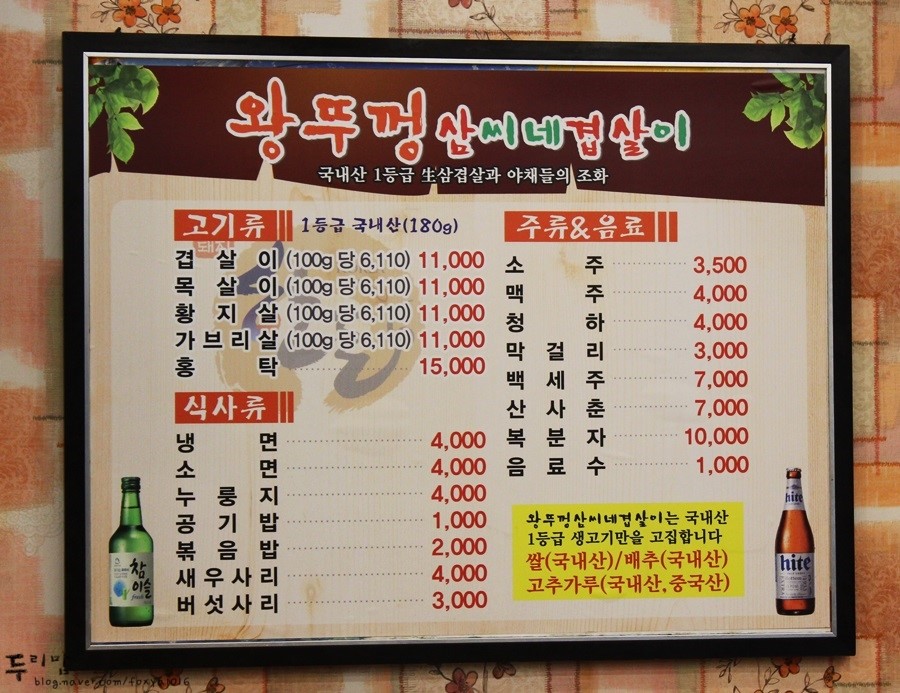 왕뚜껑삼씨네겹살이
국내산 1등급 生삼겹살과 야채들의 조화
고기류 1등급 국내산(180g)
겹살이 (100g 당 6,110) 11,000
목살이 (100g 당 6,110) 11,000
황지살 (100g 당 6,110) 11,000
가브리살 (100g 당 6,110) 11,000
홍탁 15,000
식사류
냉면 4,000
소면 4,000
누룽지 4,000
공기밥 1,000
볶음밥 2,000
새우사리 4,000
버섯사리 3,000
주류&음료
소주 3,500
맥주 4,000
청하 4,000
막걸리 3,000
백세주 7,000
산사춘 7,000
복분자 10,000
음료수 1,000
왕뚜껑삼씨네겹살이는 국내산
1등급 생고기만을 고집합니다
쌀(국내산)/배추(국내산)
고추가루(국내산,중국산)
참
이슬
fresh
hite
hite
두리맘